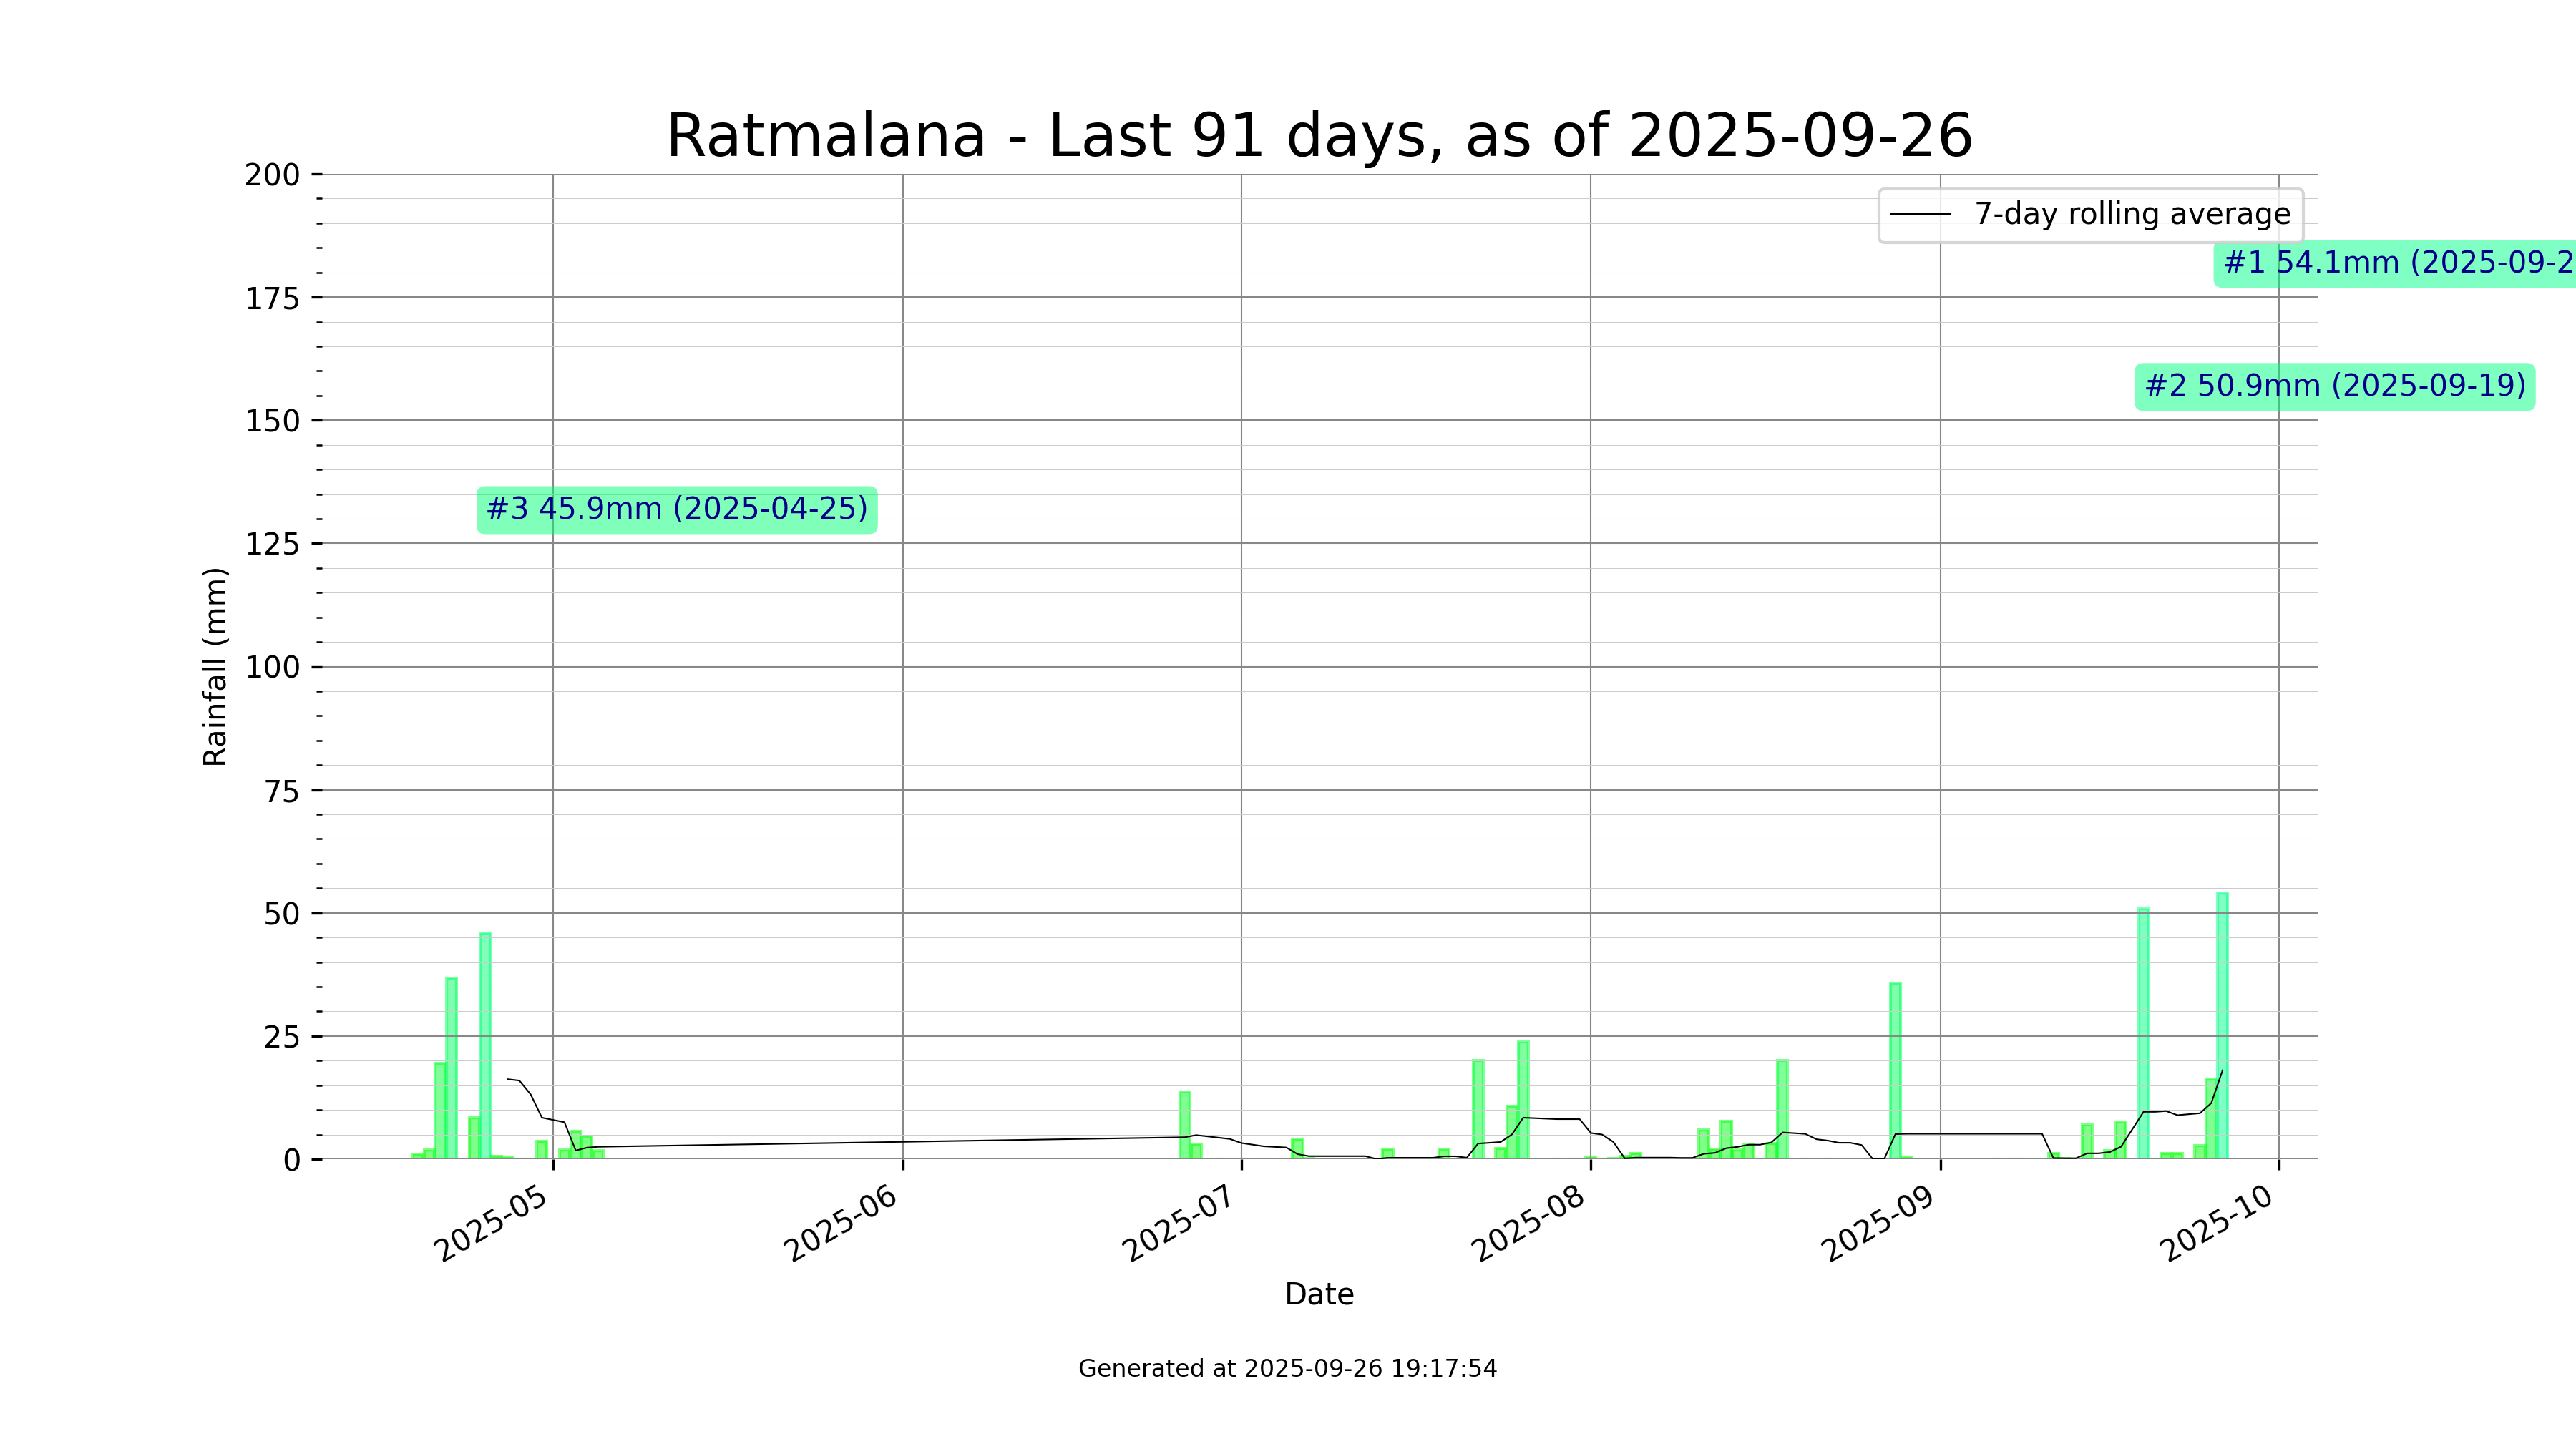 Ratmalana - Last 91 days, as of 2025-09-26
7-day rolling average
#1 54.1mm (2025-09-2
#2 50.9mm (2025-09-19)
#3 45.9mm (2025-04-25)
Rainfall (mm)
200
175
150
125
100
75
50
25
0
2025-05
2025-06
2025-07
2025-08
2025-09
2025-10
Date
Generated at 2025-09-26 19:17:54